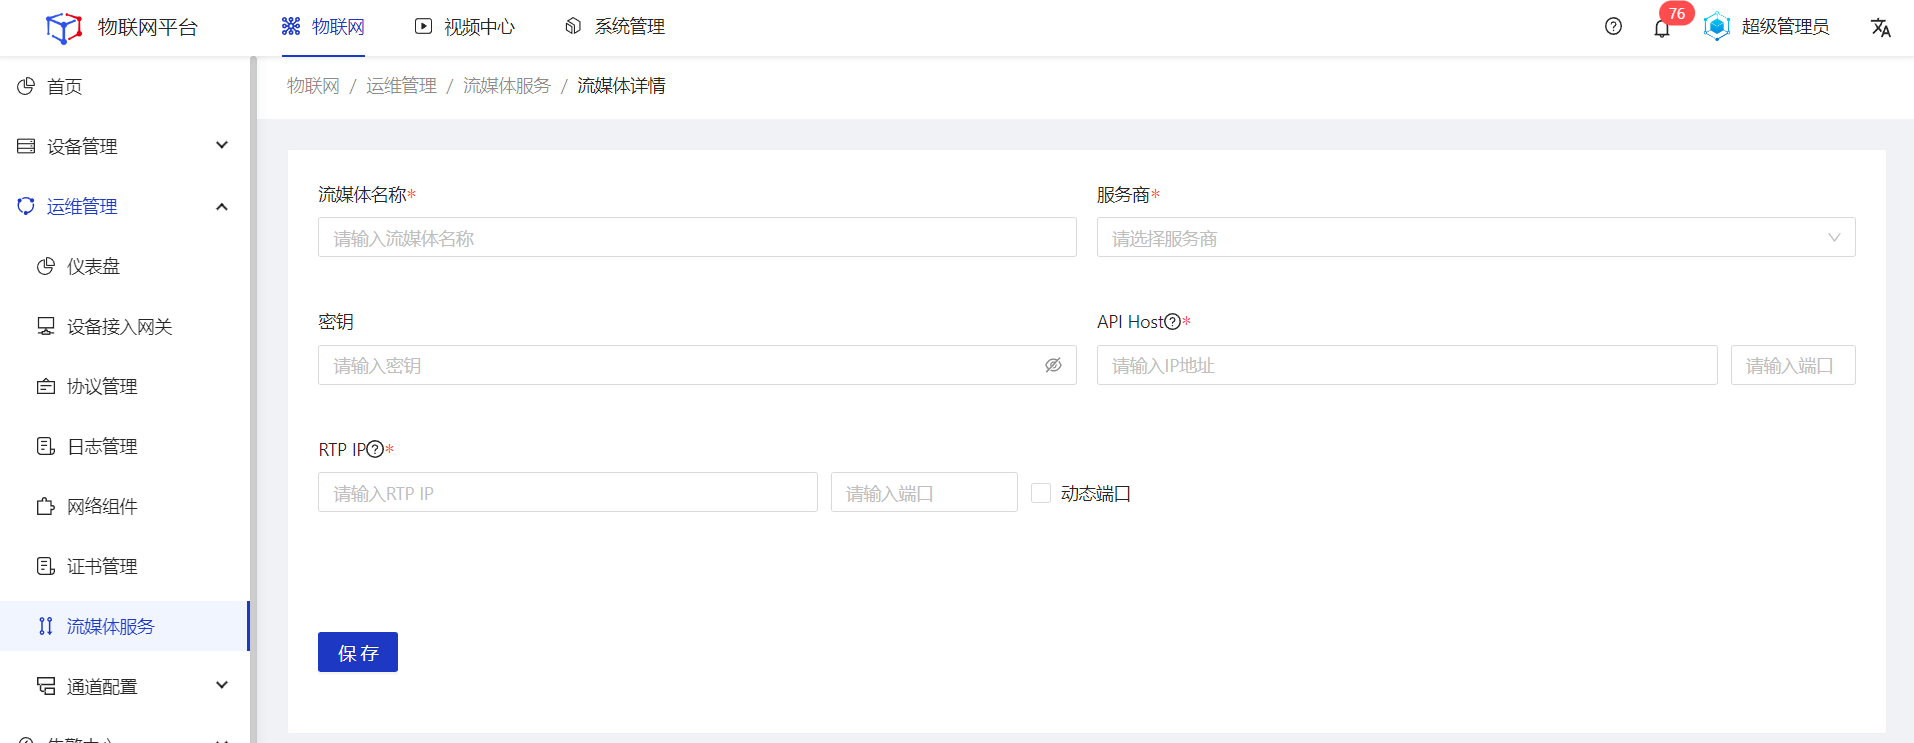 物联网平台
物联网
视频中心
系统管理
76
超级管理员
首页
设备管理
运维管理
仪表盘
设备接入网关
协议管理
日志管理
网络组件
证书管理
流媒体服务
通道配置
告警中心
物联网 / 运维管理 / 流媒体服务 / 流媒体详情
流媒体名称*
请输入流媒体名称
服务商*
请选择服务商
密钥
请输入密钥
API Host*
请输入IP地址
请输入端口
RTP IP*
请输入RTP IP
请输入端口
动态端口
保存